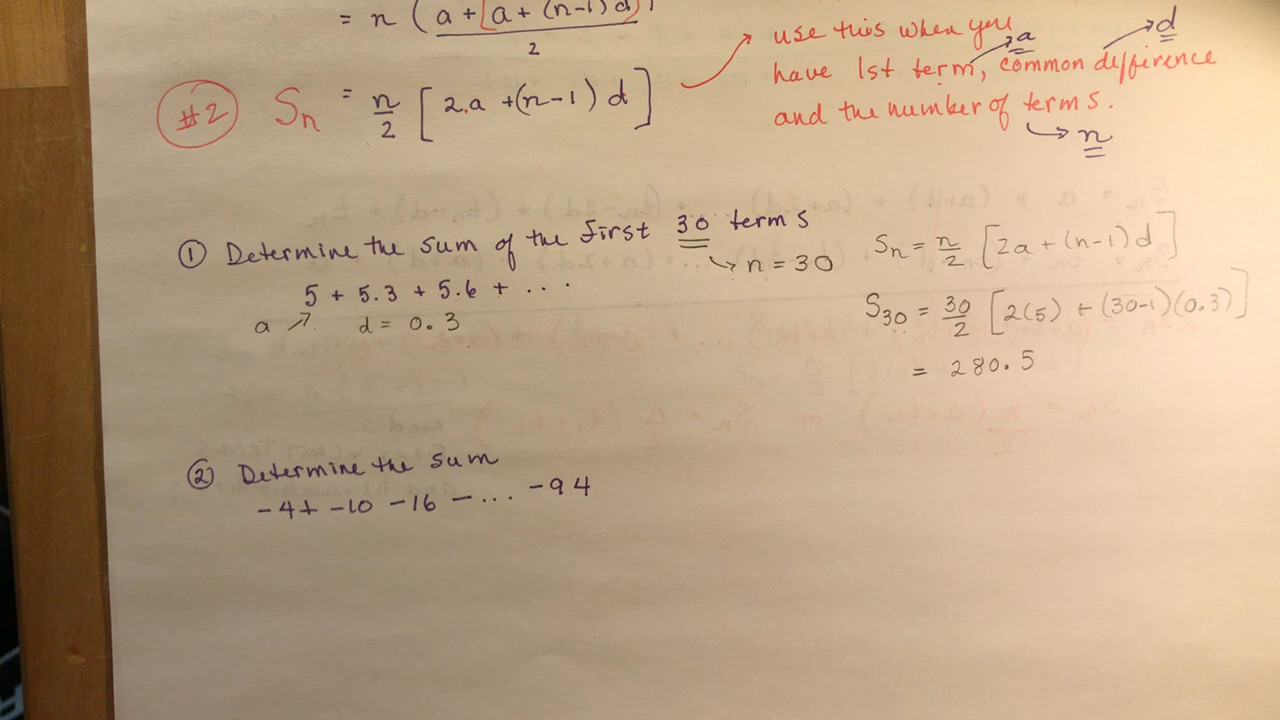 = n (a + [a + (n-1) d)
2
#2 Sn = n/2 [2.a + (n-1) d]
use this when you
have 1st term, common difference
and the number of terms.
a
d
n
① Determine the sum of the first 30 terms
n = 30
5 + 5.3 + 5.6 + ...
a d = 0.3
Sn = n/2 [2a + (n-1) d]
S30 = 30/2 [2(5) + (30-1)(0.3)]
= 280.5
② Determine the sum
-4 + -10 -16 - ... -94